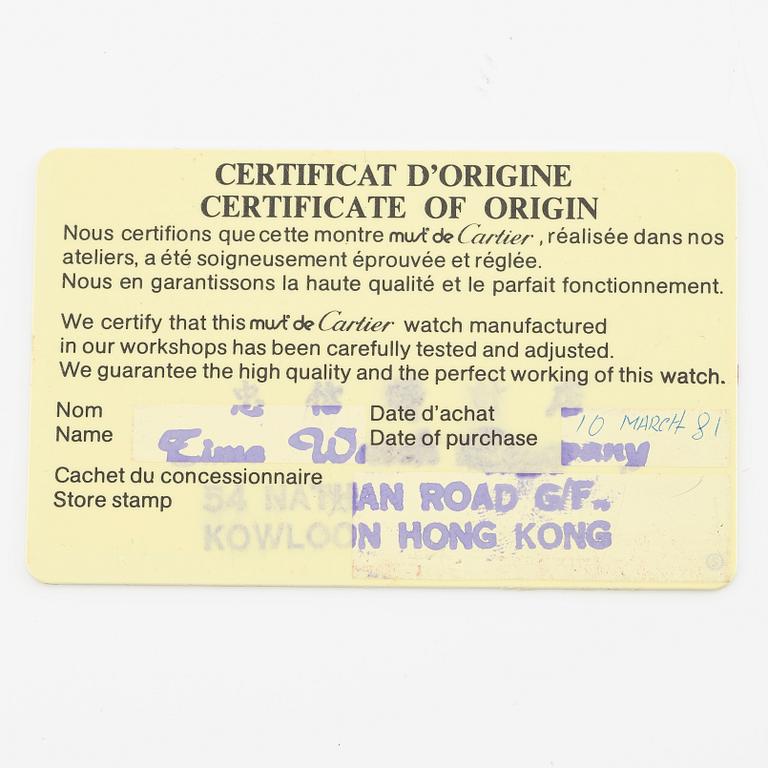 CERTIFICAT D'ORIGINE
CERTIFICATE OF ORIGIN
Nous certifions que cette montre must de Cartier, réalisée dans nos
ateliers, a été soigneusement éprouvée et réglée.
Nous en garantissons la haute qualité et le parfait fonctionnement.
We certify that this must de Cartier watch manufactured
in our workshops has been carefully tested and adjusted.
We guarantee the high quality and the perfect working of this watch.
Nom
Name
Date d'achat
Date of purchase
10 MARCH 81
Time
Cachet du concessionnaire
Store stamp
54 NATHAN ROAD G/F.
KOWLOON HONG KONG